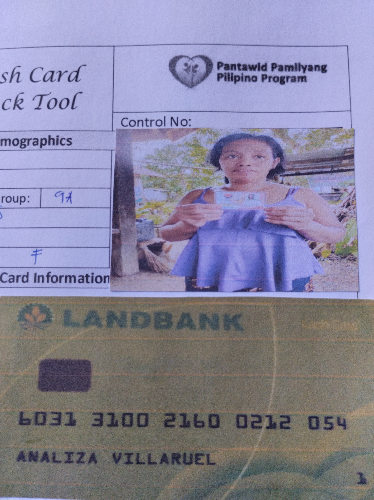 sh Card
ck Tool
Pantawid Pamilyang
Pilipino Program
Control No:
mographics
roup: 9A
F
Card Information
LANDBANK
6031 3100 2160 0212 054
ANALIZA VILLARUEL
1